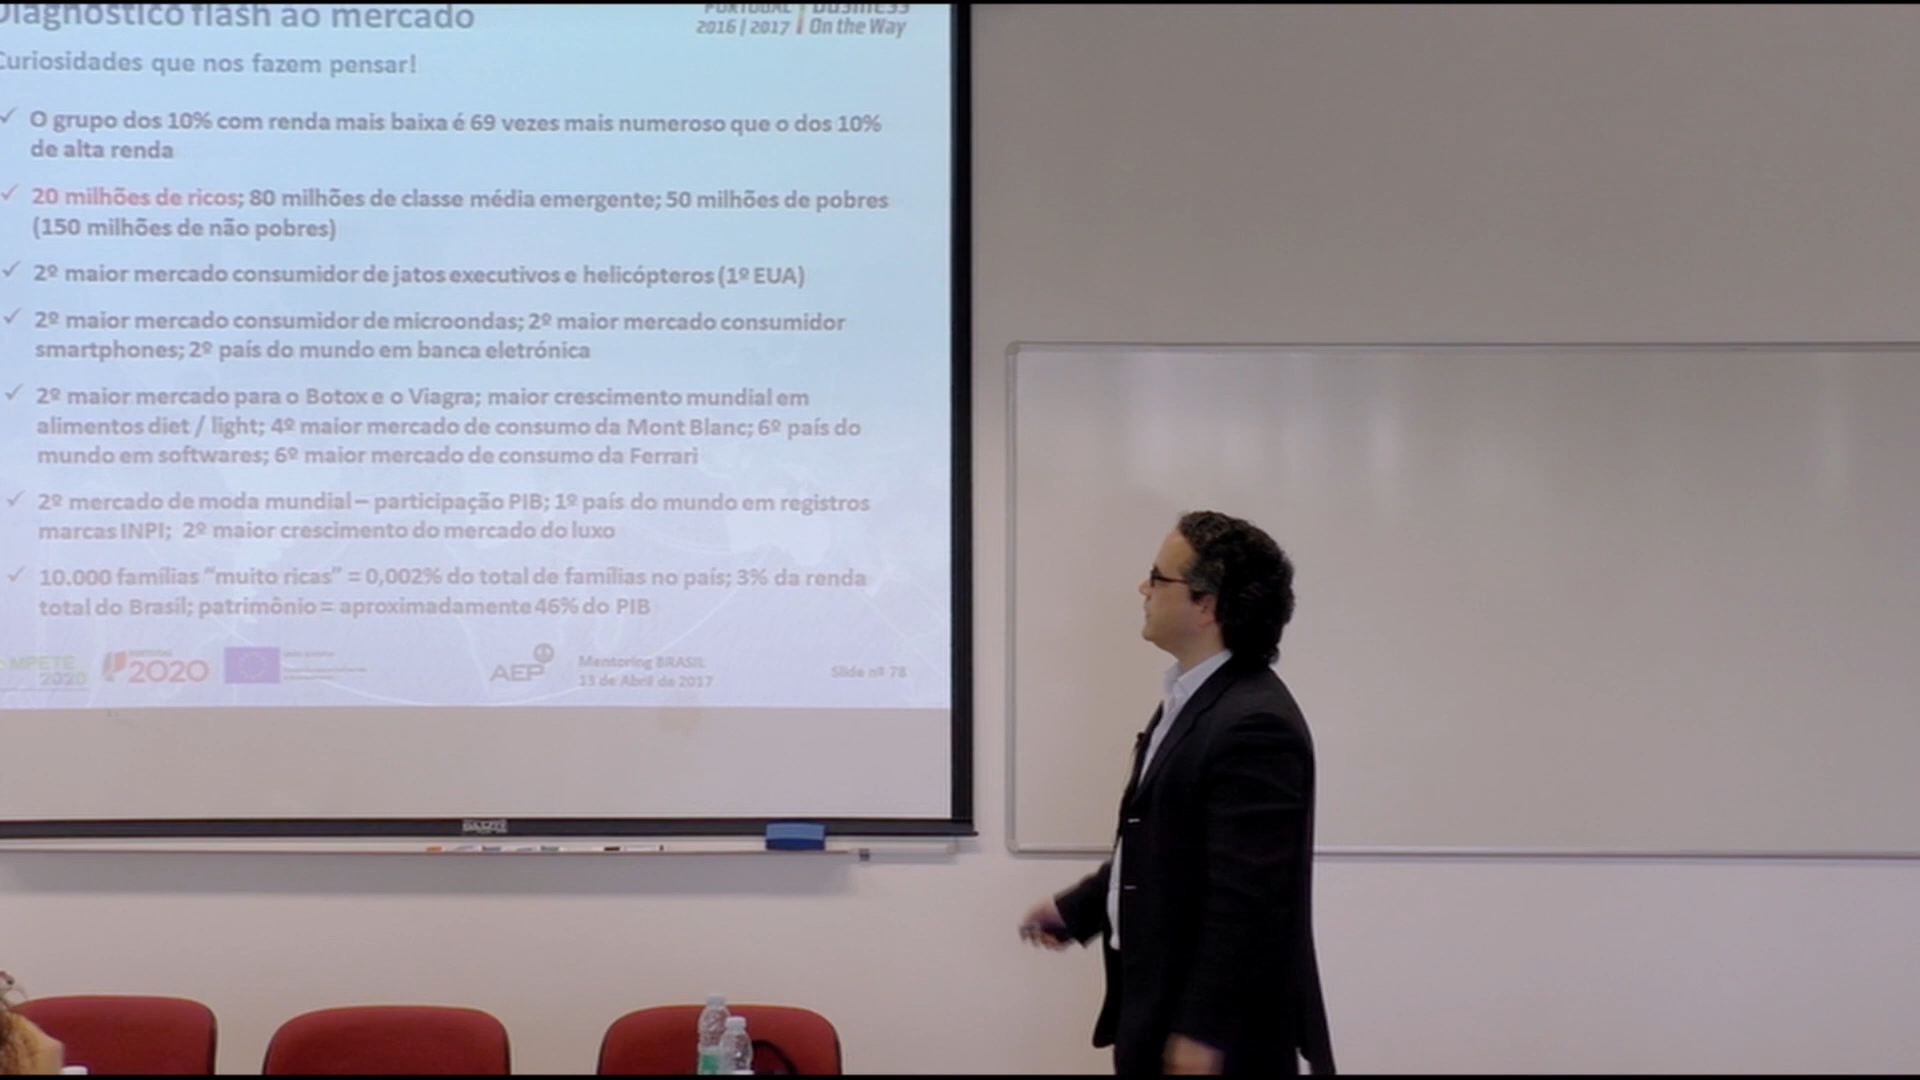 Diagnóstico flash ao mercado
PORTUGAL
BUSINESS
2016 | 2017
On the Way
Curiosidades que nos fazem pensar!
✓ O grupo dos 10% com renda mais baixa é 69 vezes mais numeroso que o dos 10%
de alta renda
✓ 20 milhões de ricos; 80 milhões de classe média emergente; 50 milhões de pobres
(150 milhões de não pobres)
✓ 2º maior mercado consumidor de jatos executivos e helicópteros (1º EUA)
✓ 2º maior mercado consumidor de microondas; 2º maior mercado consumidor
smartphones; 2º país do mundo em banca eletrónica
✓ 2º maior mercado para o Botox e o Viagra; maior crescimento mundial em
alimentos diet / light; 4º maior mercado de consumo da Mont Blanc; 6º país do
mundo em softwares; 6º maior mercado de consumo da Ferrari
✓ 2º mercado de moda mundial – participação PIB; 1º país do mundo em registros
marcas INPI; 2º maior crescimento do mercado do luxo
✓ 10.000 famílias “muito ricas” = 0,002% do total de famílias no país; 3% da renda
total do Brasil; patrimônio = aproximadamente 46% do PIB
OMPETE
2020
2020
AEP
Mentoring BRASIL
13 de Abril de 2017
Slide nº 78